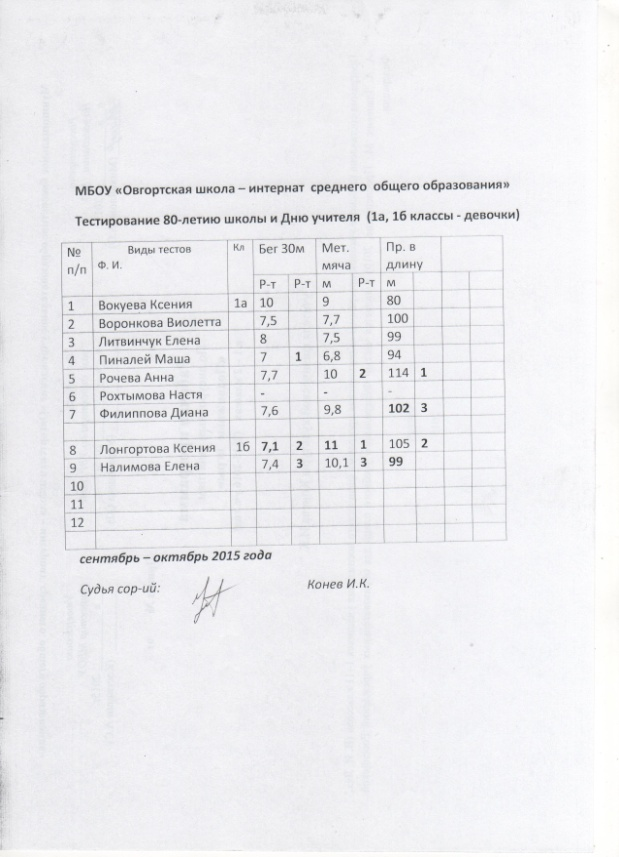 МБОУ «Овгортская школа – интернат среднего общего образования»
Тестирование 80-летию школы и Дню учителя (1а, 1б классы - девочки)
№ п/п Виды тестов Ф. И. Кл Бег 30м Мет. мяча Пр. в длину
Р-т Р-т м Р-т м
1 Вокуева Ксения 1а 10 9 80
2 Воронкова Виолетта 7,5 7,7 100
3 Литвинчук Елена 8 7,5 99
4 Пиналей Маша 7 1 6,8 94
5 Рочева Анна 7,7 10 2 114 1
6 Рохтымова Настя - - -
7 Филиппова Диана 7,6 9,8 102 3
8 Лонгортова Ксения 1б 7,1 2 11 1 105 2
9 Налимова Елена 7,4 3 10,1 3 99
10
11
12
сентябрь – октябрь 2015 года
Судья сор-ий: Конев И.К.